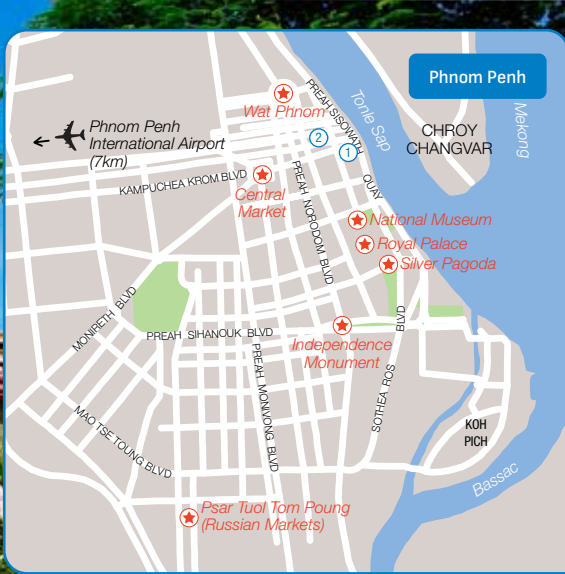 Phnom Penh
Wat Phnom
PREAH SISOWATH
QUAY
Tonle Sap
Mekong
CHROY
CHANGVAR
Phnom Penh
International Airport
(7km)
2
1
KAMPUCHEA KROM BLVD
Central
Market
PREAH NORODOM BLVD
National Museum
Royal Palace
Silver Pagoda
MONIRETH BLVD
PREAH SIHANOUK BLVD
Independence
Monument
SOTHEA ROS
BLVD
PREAH MONIVONG BLVD
MAO TSE TOUNG BLVD
KOH
PICH
Bassac
Psar Tuol Tom Poung
(Russian Markets)